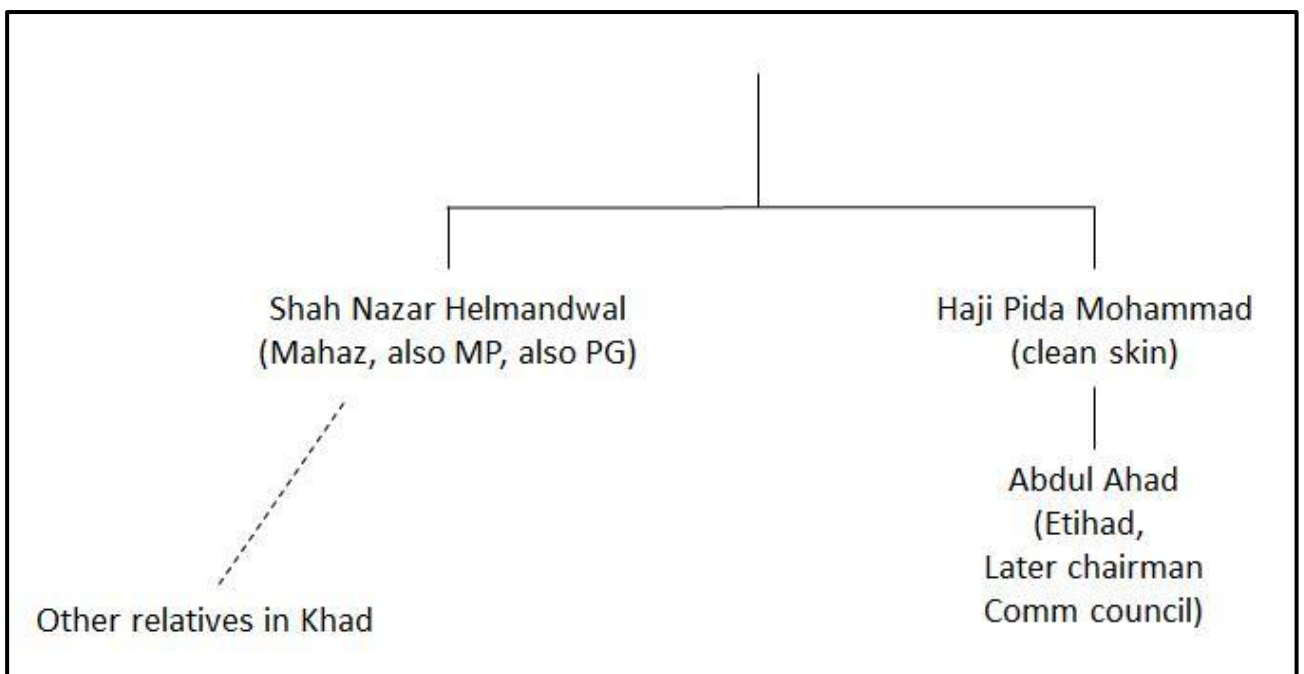 Shah Nazar Helmandwal
(Mahaz, also MP, also PG)
Haji Pida Mohammad
(clean skin)
Abdul Ahad
(Etihad,
Later chairman
Comm council)
Other relatives in Khad